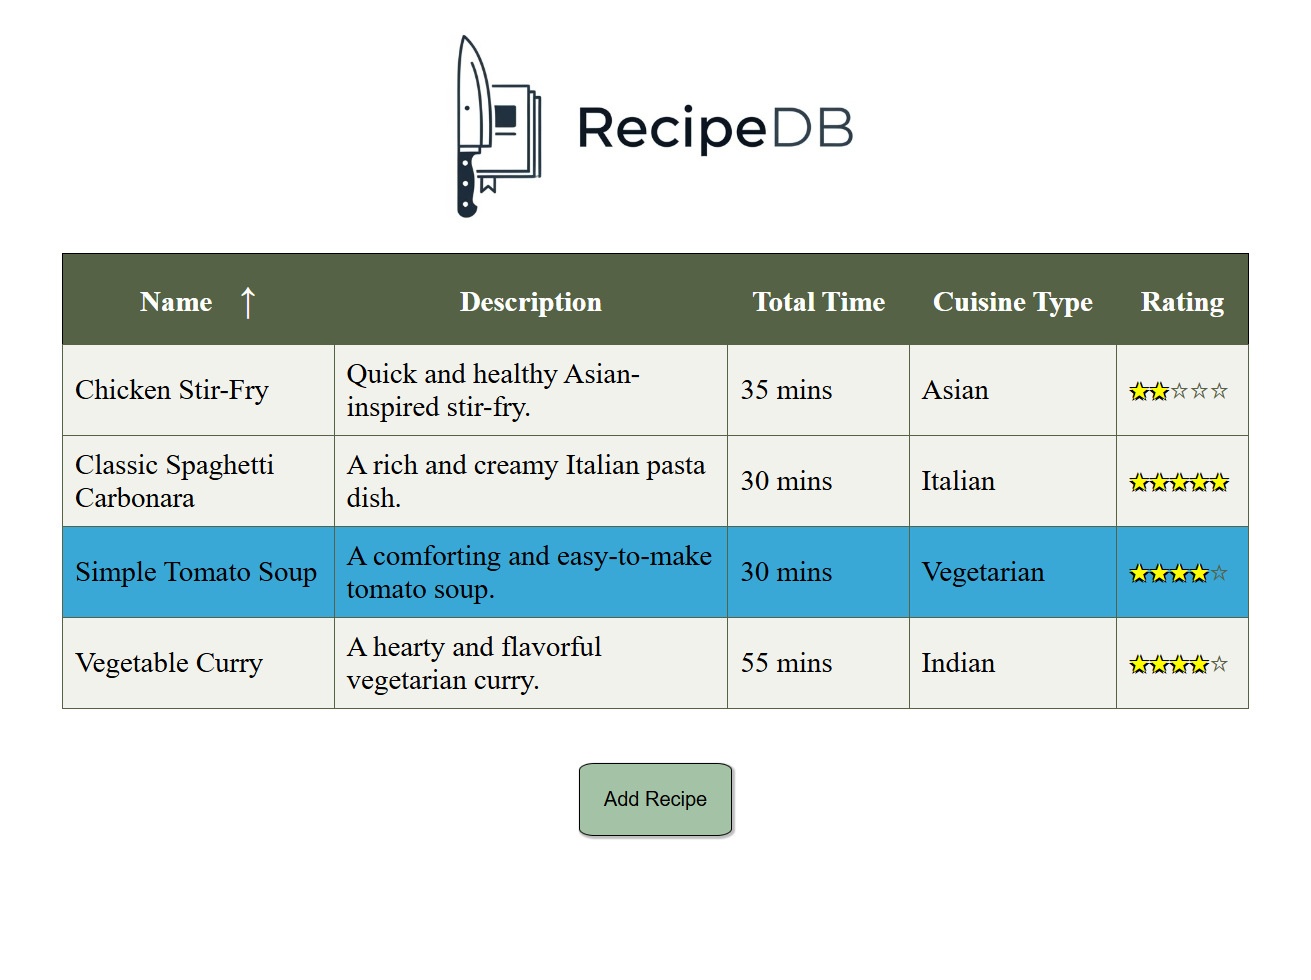 RecipeDB
Name ↑ Description Total Time Cuisine Type Rating
Chicken Stir-Fry
Quick and healthy Asian-
inspired stir-fry.
35 mins
Asian
★★☆☆☆
Classic Spaghetti
Carbonara
A rich and creamy Italian pasta
dish.
30 mins
Italian
★★★★★
Simple Tomato Soup
A comforting and easy-to-make
tomato soup.
30 mins
Vegetarian
★★★★☆
Vegetable Curry
A hearty and flavorful
vegetarian curry.
55 mins
Indian
★★★★☆
Add Recipe